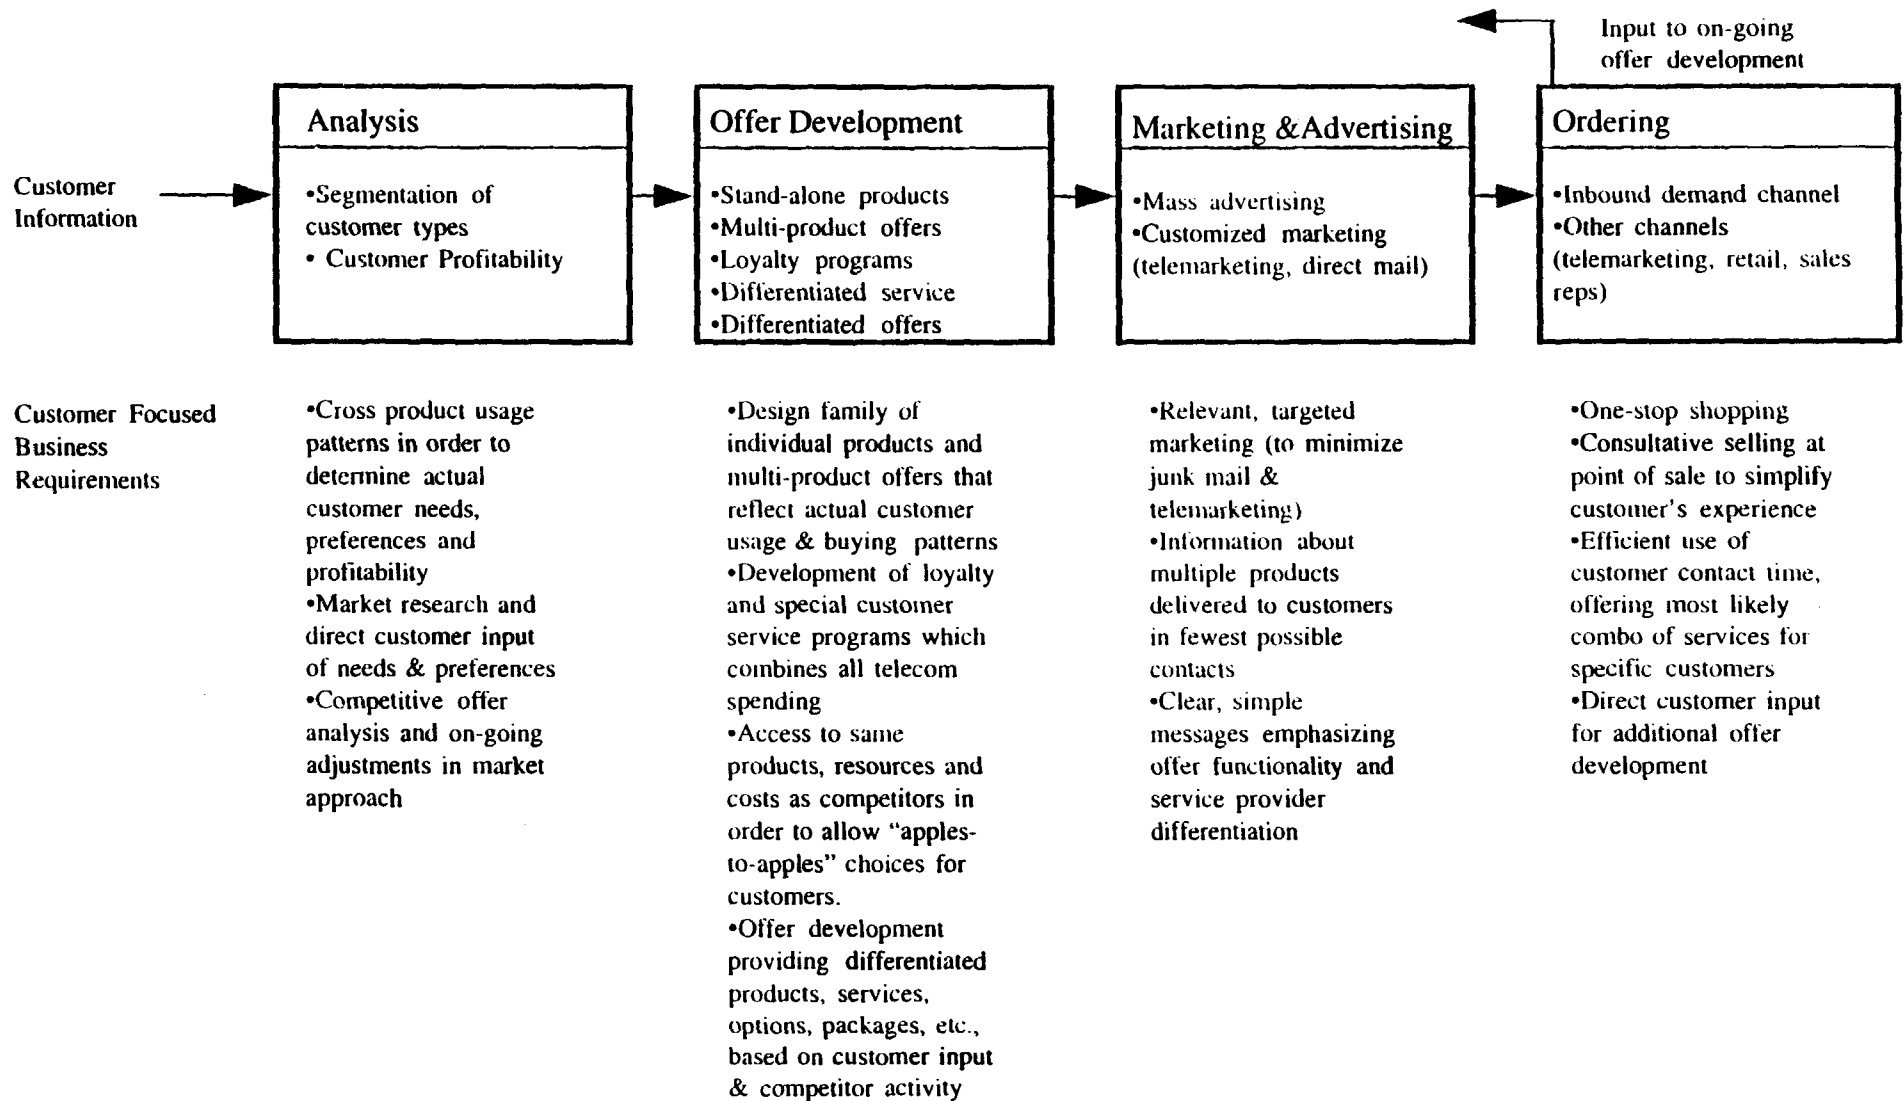 Input to on-going
offer development
Analysis
Offer Development
Marketing &Advertising
Ordering
Customer
Information
•Segmentation of
customer types
• Customer Profitability
•Stand-alone products
•Multi-product offers
•Loyalty programs
•Differentiated service
•Differentiated offers
•Mass advertising
•Customized marketing
(telemarketing, direct mail)
•Inbound demand channel
•Other channels
(telemarketing, retail, sales
reps)
Customer Focused
Business
Requirements
•Cross product usage
patterns in order to
determine actual
customer needs,
preferences and
profitability
•Market research and
direct customer input
of needs & preferences
•Competitive offer
analysis and on-going
adjustments in market
approach
•Design family of
individual products and
multi-product offers that
reflect actual customer
usage & buying patterns
•Development of loyalty
and special customer
service programs which
combines all telecom
spending
•Access to same
products, resources and
costs as competitors in
order to allow “apples-
to-apples” choices for
customers.
•Offer development
providing differentiated
products, services,
options, packages, etc.,
based on customer input
& competitor activity
•Relevant, targeted
marketing (to minimize
junk mail &
telemarketing)
•Information about
multiple products
delivered to customers
in fewest possible
contacts
•Clear, simple
messages emphasizing
offer functionality and
service provider
differentiation
•One-stop shopping
•Consultative selling at
point of sale to simplify
customer's experience
•Efficient use of
customer contact time,
offering most likely
combo of services for
specific customers
•Direct customer input
for additional offer
development